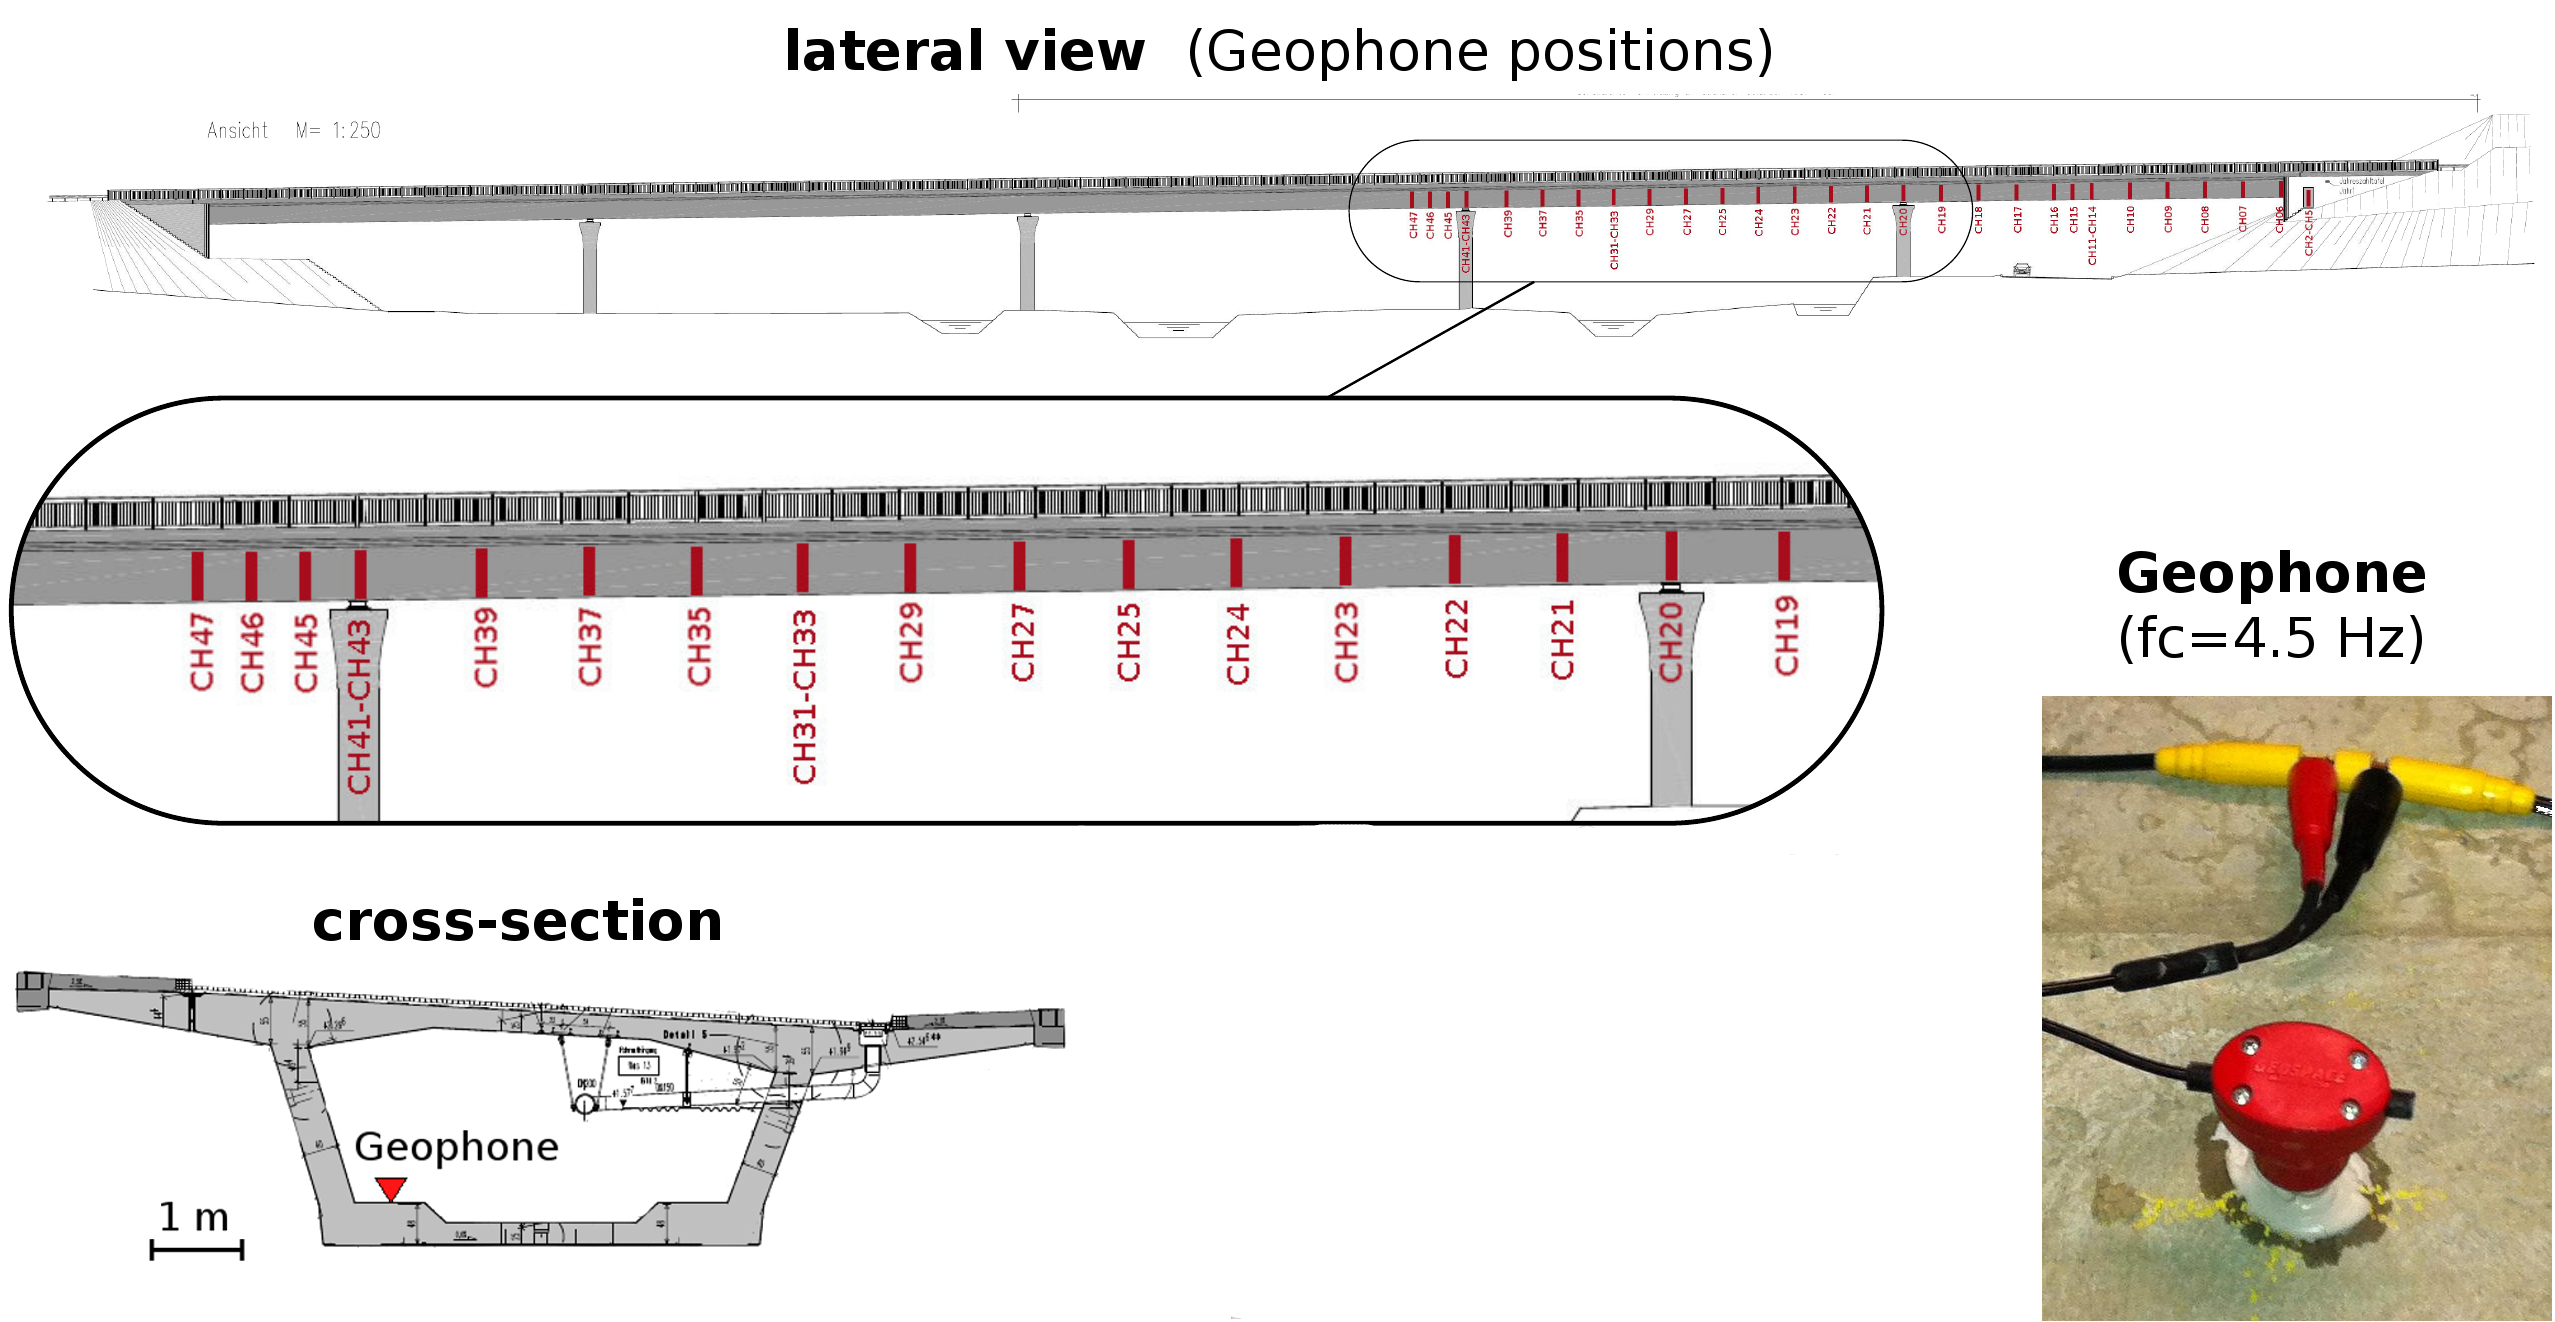 lateral view (Geophone positions)
Ansicht M= 1:250
Jahreszahltafel
CH47
CH46
CH45
CH41-CH43
CH39
CH37
CH35
CH31-CH33
CH29
CH27
CH25
CH24
CH23
CH22
CH21
CH20
CH19
CH18
CH17
CH16
CH15
CH11-CH14
CH10
CH09
CH08
CH07
CH06
CH2-CH5
CH47
CH46
CH45
CH41-CH43
CH39
CH37
CH35
CH31-CH33
CH29
CH27
CH25
CH24
CH23
CH22
CH21
CH20
CH19
Geophone
(fc=4.5 Hz)
cross-section
Detail 5
Geophone
1 m
GEOSPACE